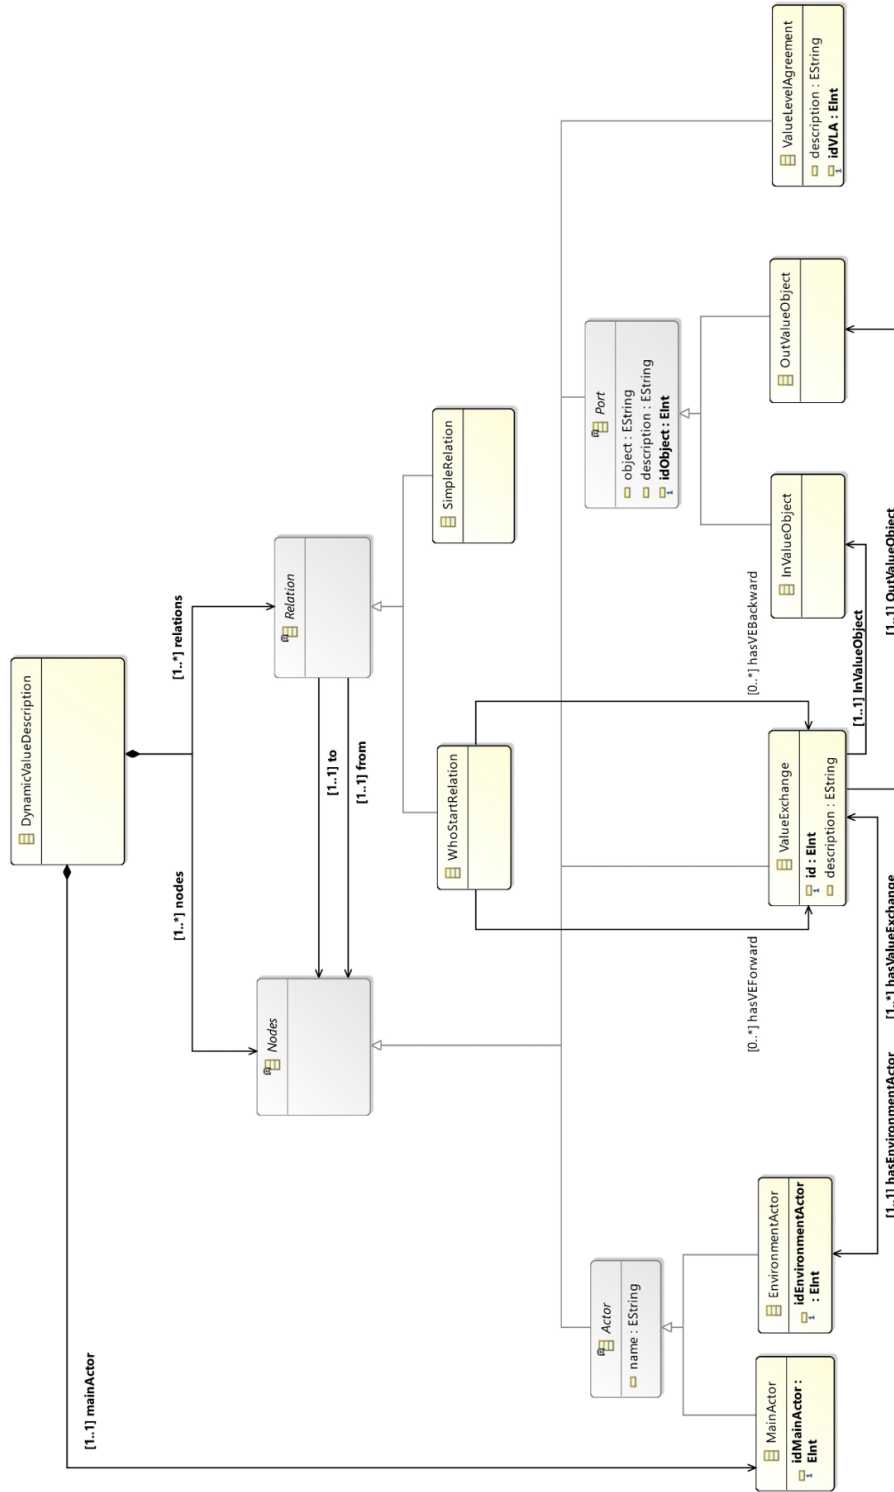 DynamicValueDescription
[1..1] mainActor
[1..*] nodes
[1..*] relations
Nodes
Relation
[1..1] to
[1..1] from
WhoStartRelation
SimpleRelation
Actor
name : EString
Port
object : EString
description : EString
idObject : EInt
[0..*] hasVEForward
[0..*] hasVEBackward
MainActor
idMainActor :
EInt
EnvironmentActor
idEnvironmentActor
: EInt
ValueExchange
id : EInt
description : EString
InValueObject
OutValueObject
ValueLevelAgreement
description : EString
idVLA : EInt
[1..1] InValueObject
[1..1] hasEnvironmentActor
[1..*] hasValueExchange
[1..1] OutValueObject